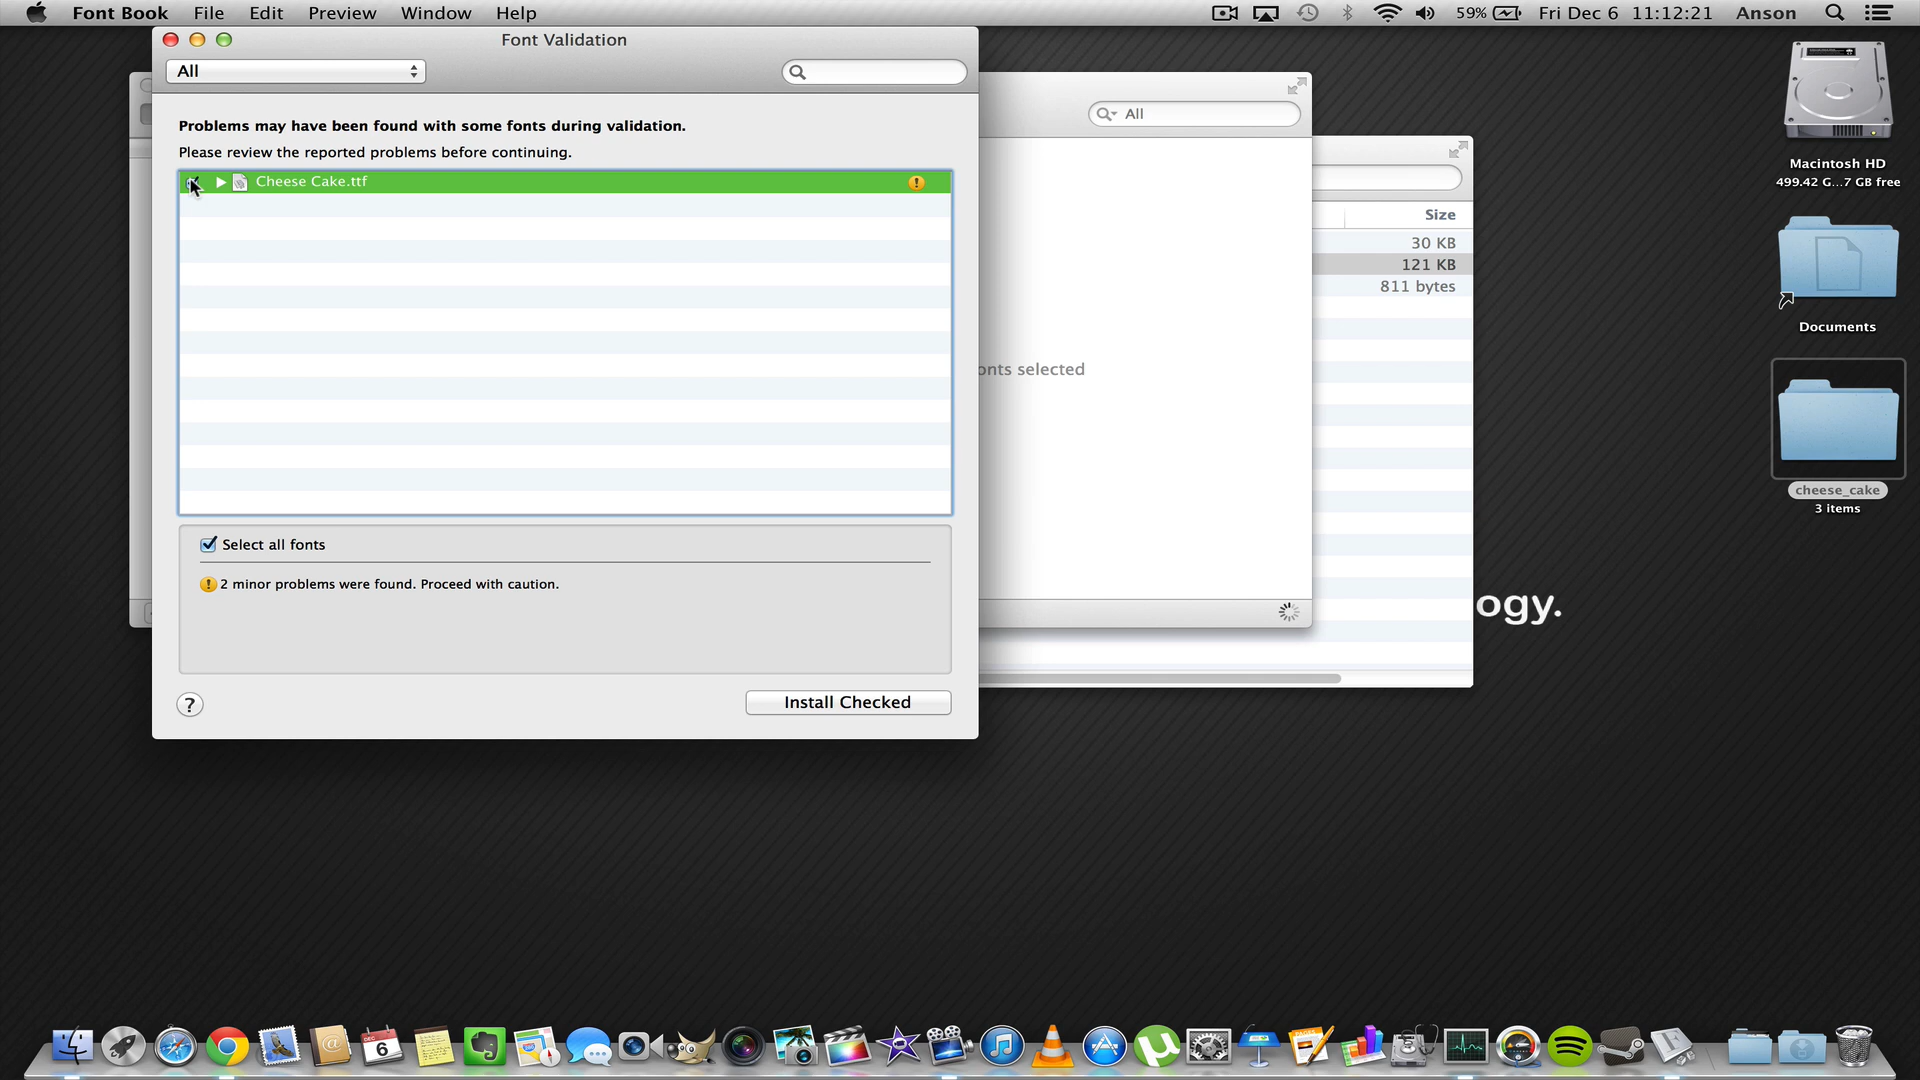 Font Book File Edit Preview Window Help
59% Fri Dec 6 11:12:21 Anson
Font Validation
All
All
Problems may have been found with some fonts during validation.
Please review the reported problems before continuing.
Cheese Cake.ttf
Size
30 KB
121 KB
811 bytes
onts selected
Select all fonts
2 minor problems were found. Proceed with caution.
?
Install Checked
ogy.
Macintosh HD
499.42 G...7 GB free
Documents
cheese_cake
3 items
DEC
6